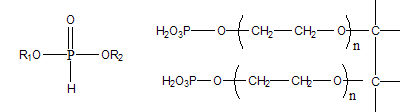 O
R₁O—P—OR₂
H
H₂O₃P—O—(CH₂—CH₂—O)n—C
H₂O₃P—O—(CH₂—CH₂—O)n—C